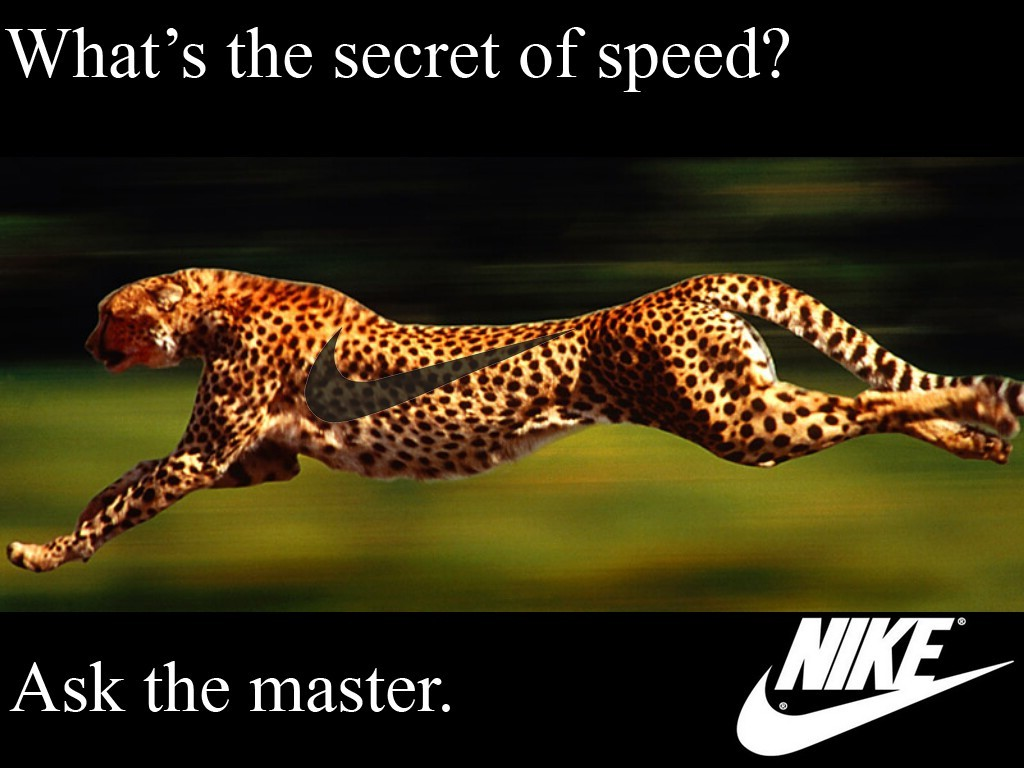 What’s the secret of speed?
Ask the master.
NIKE®
®